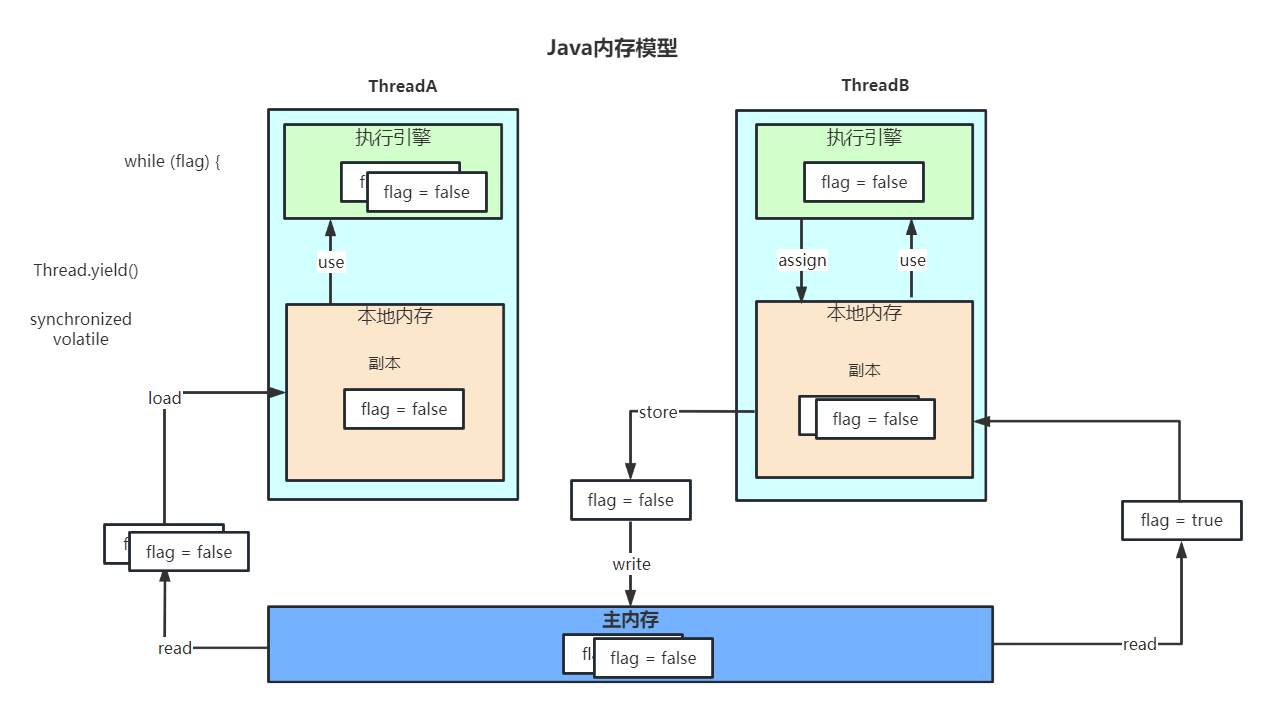 Java内存模型
ThreadA
ThreadB
执行引擎
执行引擎
while (flag) {
flag = false
flag = false
use
assign
use
Thread.yield()
synchronized
volatile
本地内存
本地内存
副本
副本
load
flag = false
store
flag = false
flag = false
flag = true
flag = false
write
主内存
read
flag = false
read